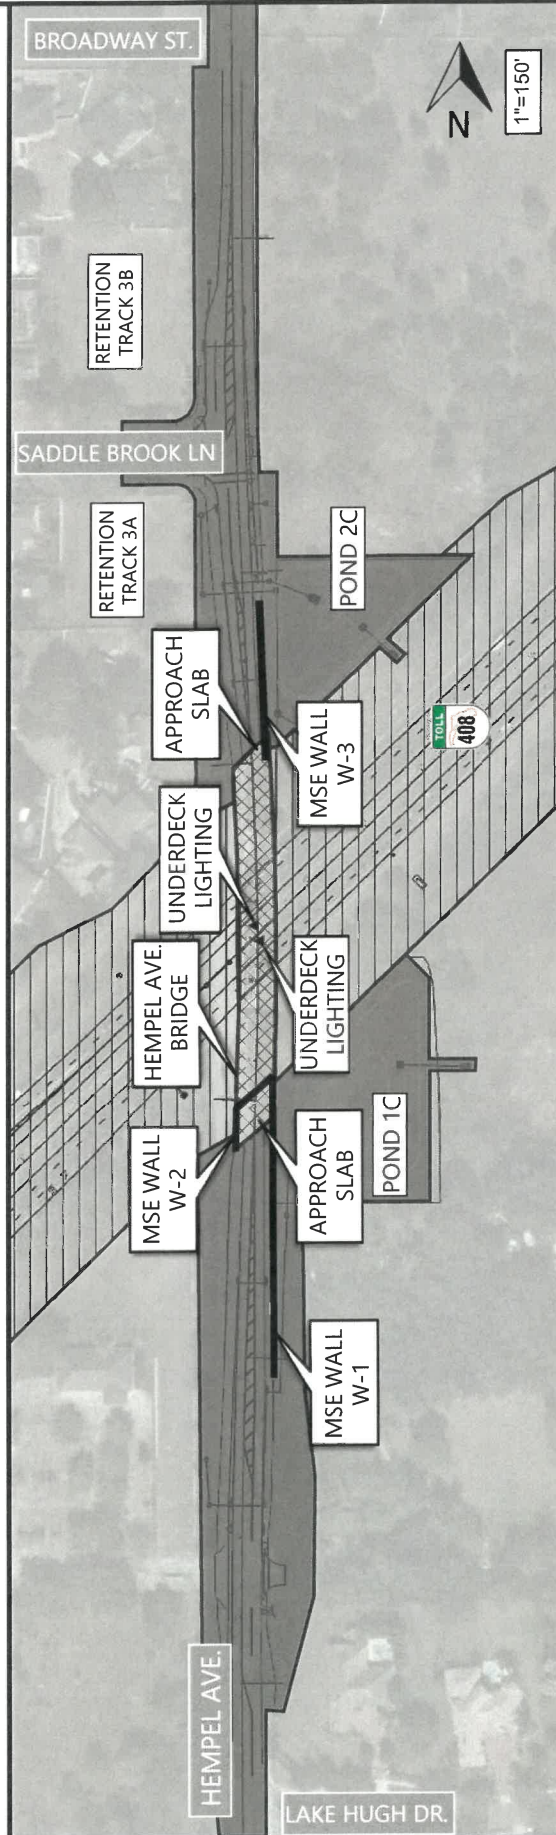 BROADWAY ST.
N
1"=150'
RETENTION
TRACK 3B
SADDLE BROOK LN
RETENTION
TRACK 3A
POND 2C
APPROACH
SLAB
MSE WALL
W-3
TOLL
408
UNDERDECK
LIGHTING
HEMPEL AVE.
BRIDGE
UNDERDECK
LIGHTING
MSE WALL
W-2
APPROACH
SLAB
POND 1C
MSE WALL
W-1
HEMPEL AVE.
LAKE HUGH DR.